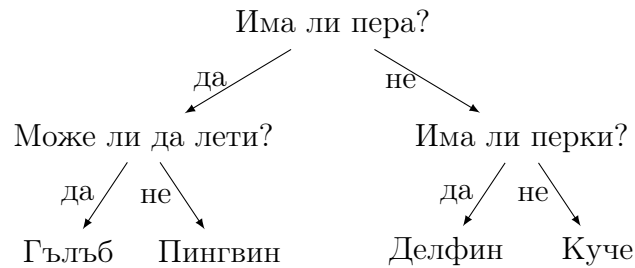 Има ли пера?
да не
Може ли да лети? Има ли перки?
да не да не
Гълъб Пингвин Делфин Куче